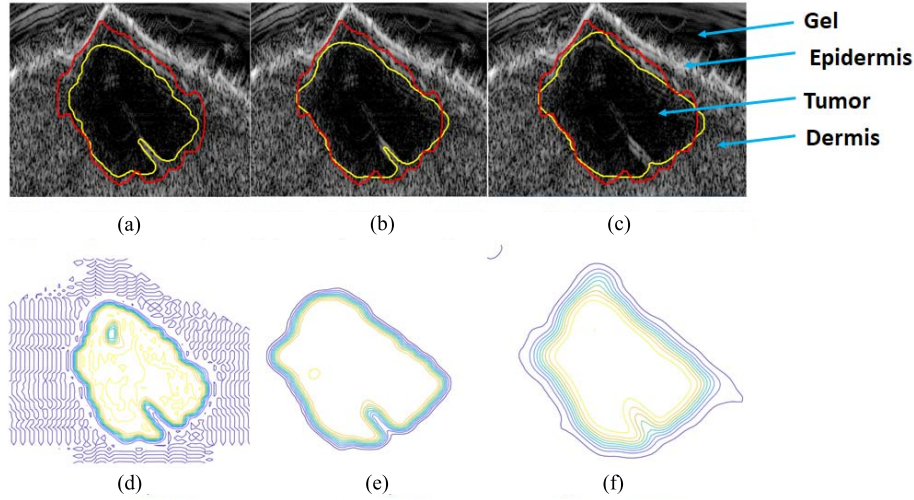 Gel
Epidermis
Tumor
Dermis
(a)
(b)
(c)
(d)
(e)
(f)